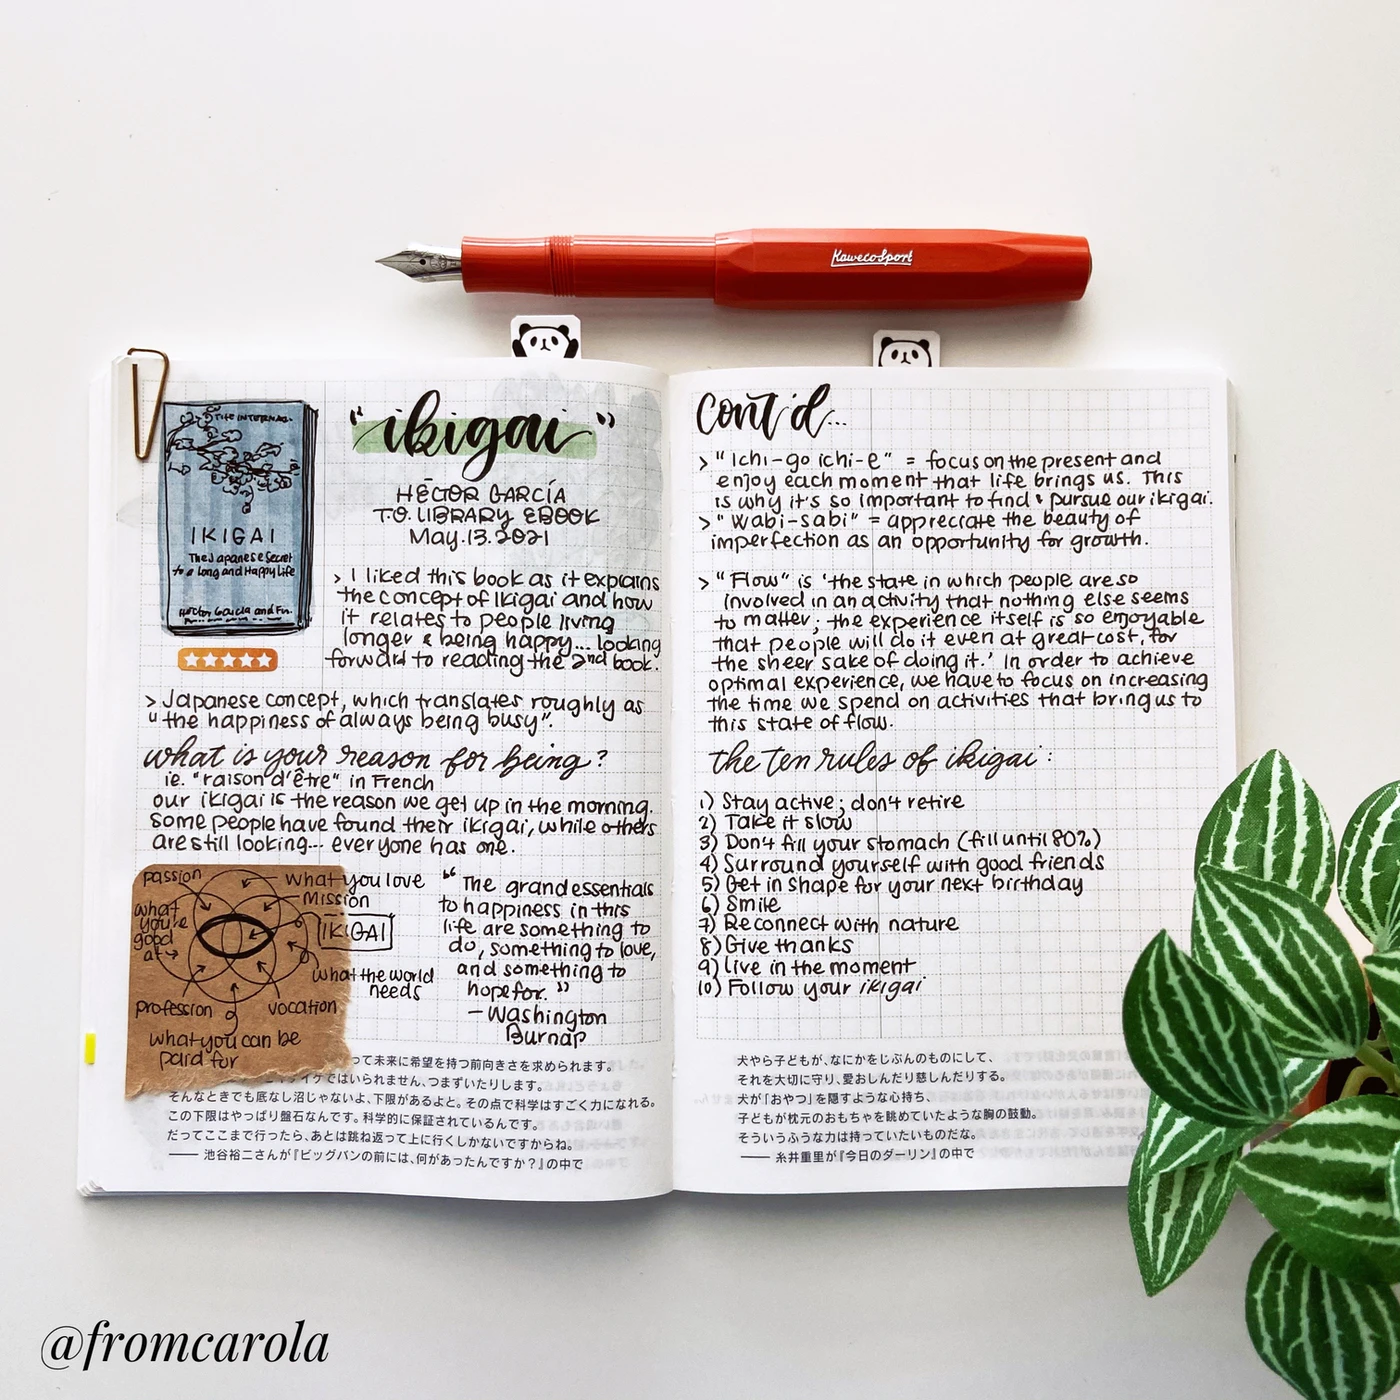 KawecoSport
THE INTERNAL
IKIGAI
The Japanese Secret
to a Long and Happy Life
Héctor García and Fr.
"ikigai"
HĒCTOR GARCÍA
T.O. LIBRARY EBOOK
May.13.2021
> I liked this book as it explains
the concept of Ikigai and how
it relates to people living
longer & being happy... looking
forward to reading the 2nd book.
> Japanese concept, which translates roughly as
"the happiness of always being busy".
what is your reason for being?
ie. "raison d'être" in French
our ikigai is the reason we get up in the morning.
some people have found their ikigai, while others
are still looking... everyone has one.
passion
what you love
mission
what
you're
good
at
IKIGAI
what the world
needs
profession
vocation
what you can be
paid for
"The grand essentials
to happiness in this
life are something to
do, something to love,
and something to
hope for."
- Washington
Burnap
って未来に希望を持つ前向きさを求められます。
ではいられません、つまずいたりします。
そんなときでも底なし沼じゃないよ、下限があるよと。その点で科学はすごく力になれる。
この下限はやっぱり盤石なんです。科学的に保証されているんです。
だってここまで行ったら、あとは跳ね返って上に行くしかないですからね。
—— 池谷裕二さんが『ビッグバンの前には、何があったんですか?』の中で
cont'd...
> "Ichi-go ichi-e" = focus on the present and
enjoy each moment that life brings us. This
is why it's so important to find & pursue our ikigai.
> "Wabi-sabi" = appreciate the beauty of
imperfection as an opportunity for growth.
> "Flow" is 'the state in which people are so
involved in an activity that nothing else seems
to matter; the experience itself is so enjoyable
that people will do it even at great cost, for
the sheer sake of doing it.' In order to achieve
optimal experience, we have to focus on increasing
the time we spend on activities that bring us to
this state of flow.
the ten rules of ikigai:
1) Stay active; don't retire
2) Take it slow
3) Don't fill your stomach (fill until 80%)
4) Surround yourself with good friends
5) Get in shape for your next birthday
6) Smile
7) Reconnect with nature
8) Give thanks
9) live in the moment
10) Follow your ikigai
犬やら子どもが、なにかをじぶんのものにして、
それを大切に守り、愛おしんだり慈しんだりする。
犬が「おやつ」を隠すような心持ち、
子どもが枕元のおもちゃを眺めていたような胸の鼓動。
そういうふうな力は持っていたいものだな。
—— 糸井重里が『今日のダーリン』の中で
@fromcarola